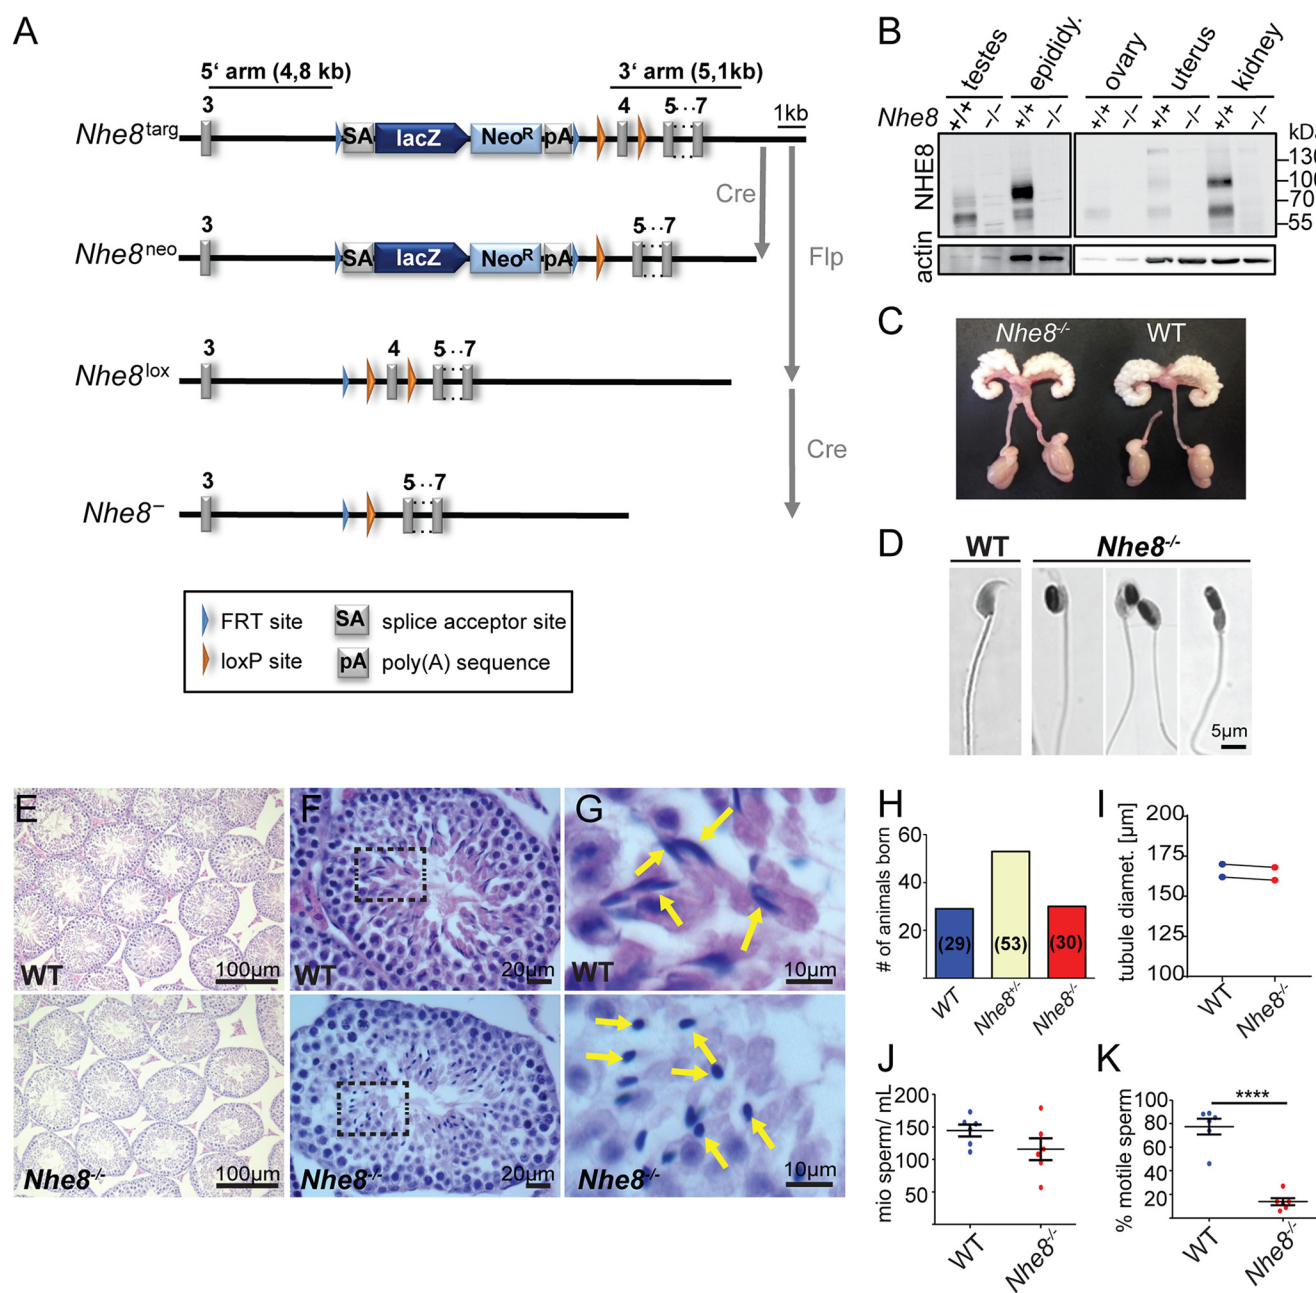 A
5‘ arm (4,8 kb)
3‘ arm (5,1kb)
3
4
5···7
1kb
Nhe8targ
SA
lacZ
NeoR
pA
Cre
Flp
3
5···7
Nhe8neo
SA
lacZ
NeoR
pA
3
4
5···7
Nhe8lox
Cre
3
5···7
Nhe8–
FRT site
SA
splice acceptor site
loxP site
pA
poly(A) sequence
B
testes
epididy.
ovary
uterus
kidney
Nhe8
+/+
-/-
+/+
-/-
+/+
-/-
+/+
-/-
+/+
-/-
kDa
NHE8
130
100
70
55
actin
C
Nhe8-/-
WT
D
WT
Nhe8-/-
5µm
E
WT
100µm
F
WT
20µm
G
WT
10µm
Nhe8-/-
100µm
Nhe8-/-
20µm
Nhe8-/-
10µm
H
# of animals born
60
40
20
(29)
(53)
(30)
WT
Nhe8+/-
Nhe8-/-
I
tubule diamet. [µm]
200
175
150
125
100
WT
Nhe8-/-
J
mio sperm/ mL
200
150
100
50
WT
Nhe8-/-
K
% motile sperm
100
80
60
40
20
****
WT
Nhe8-/-